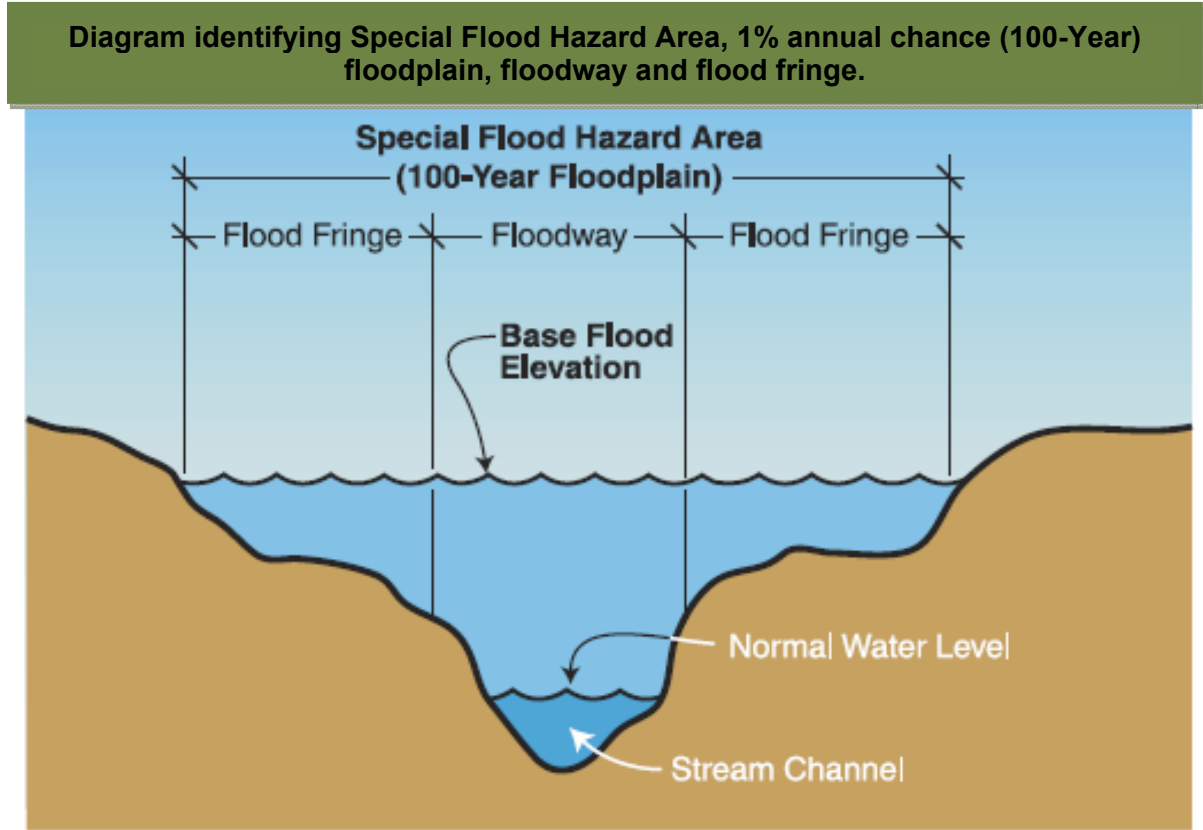 Diagram identifying Special Flood Hazard Area, 1% annual chance (100-Year)
floodplain, floodway and flood fringe.
Special Flood Hazard Area
(100-Year Floodplain)
Flood Fringe
Floodway
Flood Fringe
Base Flood
Elevation
Normal Water Level
Stream Channel